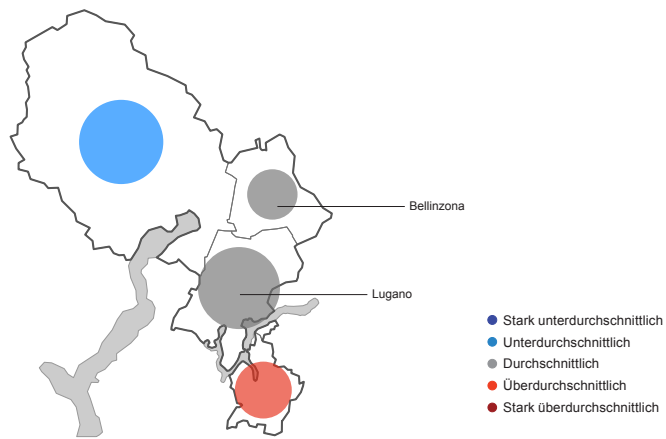 Bellinzona
Lugano
Stark unterdurchschnittlich
Unterdurchschnittlich
Durchschnittlich
Überdurchschnittlich
Stark überdurchschnittlich